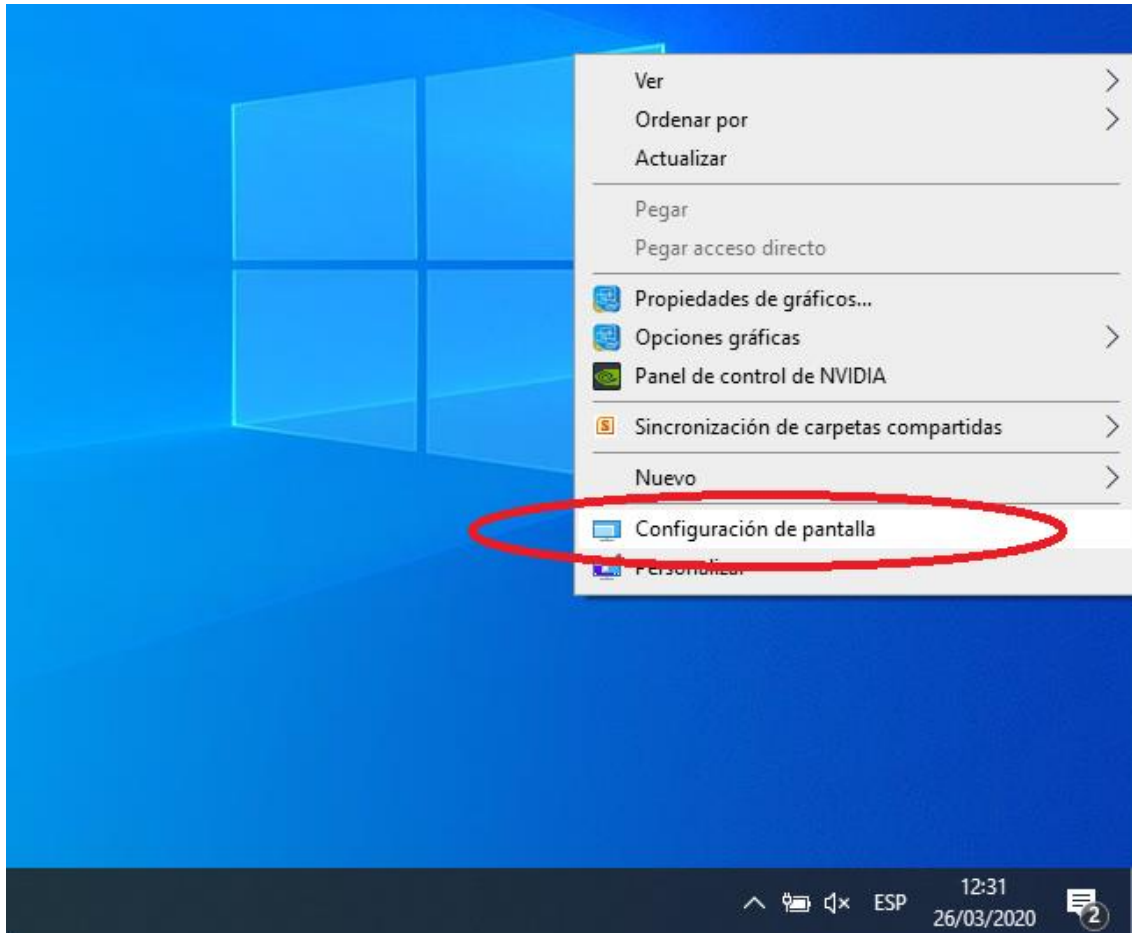 Ver
Ordenar por
Actualizar
Pegar
Pegar acceso directo
Propiedades de gráficos...
Opciones gráficas
Panel de control de NVIDIA
Sincronización de carpetas compartidas
Nuevo
Configuración de pantalla
Personalizar
ESP
12:31
26/03/2020
2